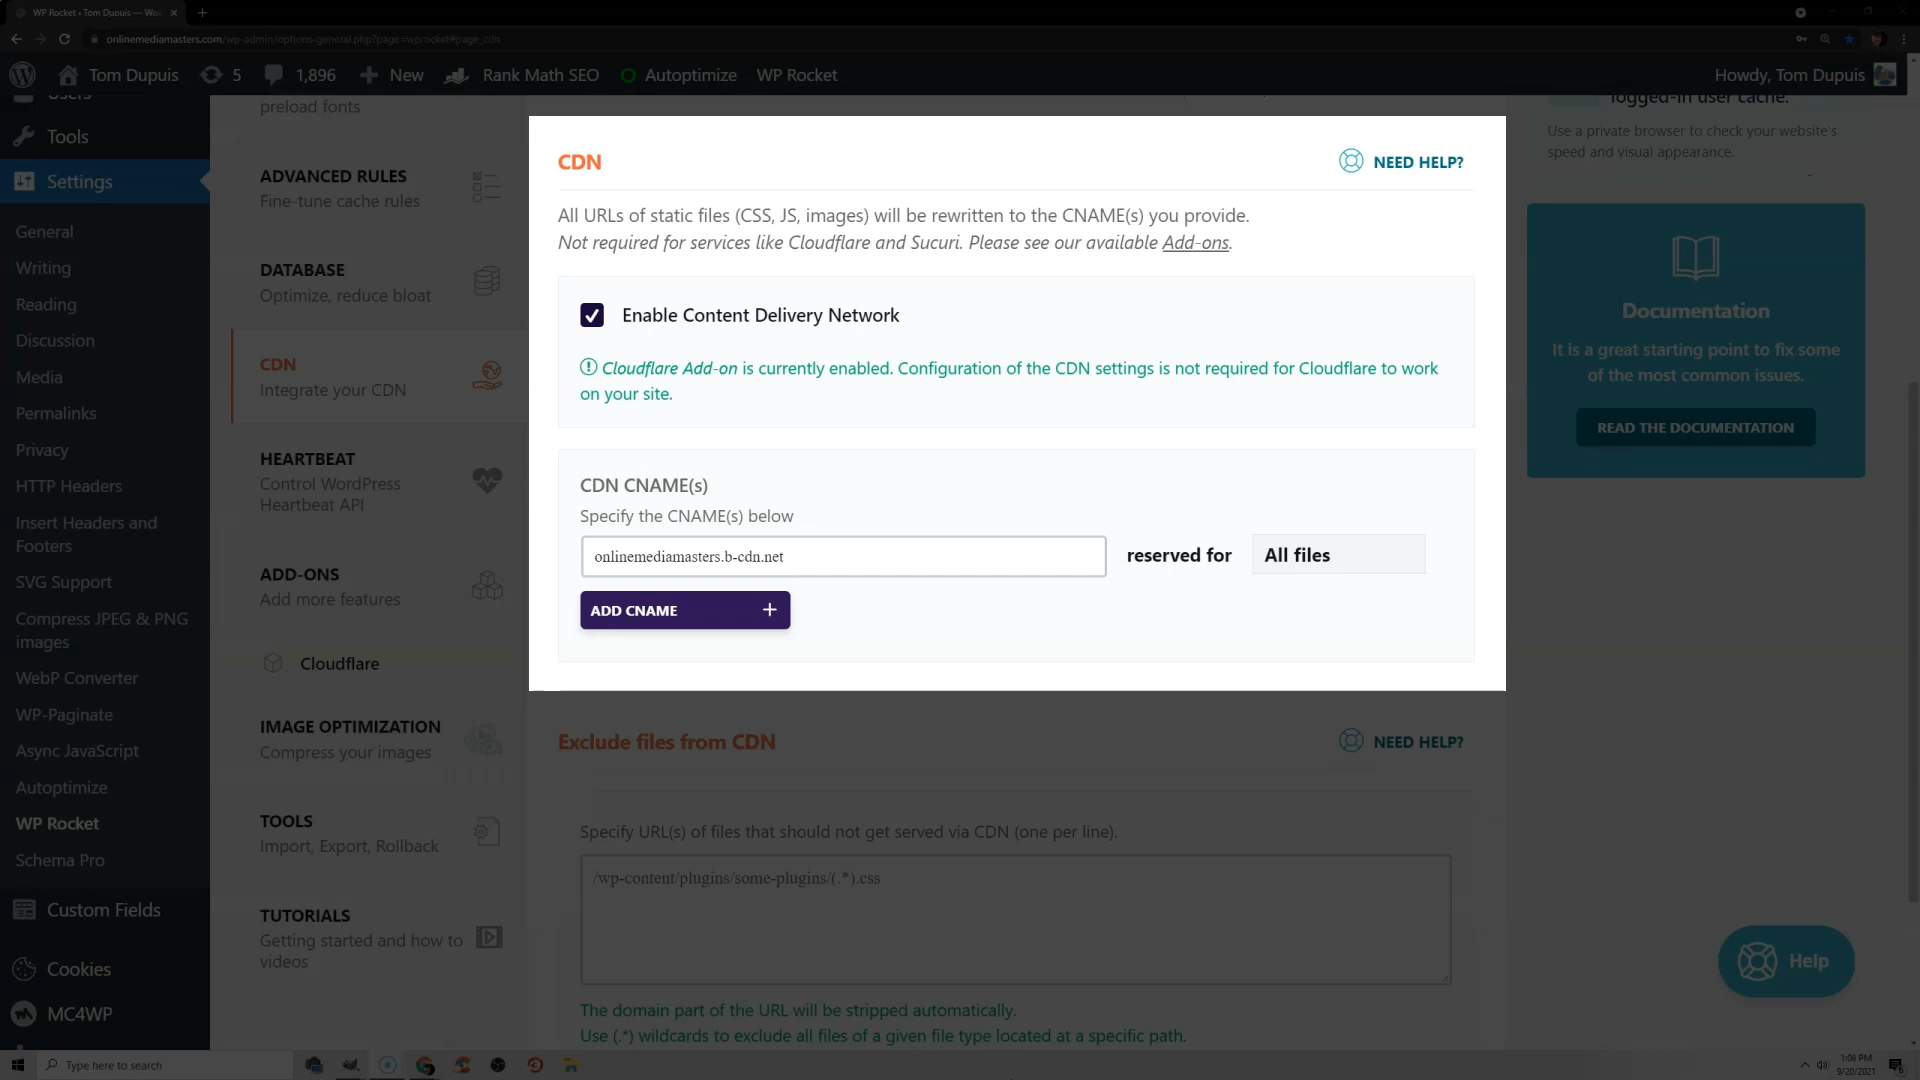 WP Rocket ‹ Tom Dupuis — Wo
onlinemediamasters.com/wp-admin/options-general.php?page=wprocket#page_cdn
Tom Dupuis 5 1,896 New Rank Math SEO Autoptimize WP Rocket Howdy, Tom Dupuis
Users
Tools
Settings
General
Writing
Reading
Discussion
Media
Permalinks
Privacy
HTTP Headers
Insert Headers and
Footers
SVG Support
Compress JPEG & PNG
images
WebP Converter
WP-Paginate
Async JavaScript
Autoptimize
WP Rocket
Schema Pro
Custom Fields
Cookies
MC4WP
preload fonts
ADVANCED RULES
Fine-tune cache rules
DATABASE
Optimize, reduce bloat
CDN
Integrate your CDN
HEARTBEAT
Control WordPress
Heartbeat API
ADD-ONS
Add more features
Cloudflare
IMAGE OPTIMIZATION
Compress your images
TOOLS
Import, Export, Rollback
TUTORIALS
Getting started and how to
videos
CDN
NEED HELP?
All URLs of static files (CSS, JS, images) will be rewritten to the CNAME(s) you provide.
Not required for services like Cloudflare and Sucuri. Please see our available Add-ons.
Enable Content Delivery Network
Cloudflare Add-on is currently enabled. Configuration of the CDN settings is not required for Cloudflare to work
on your site.
CDN CNAME(s)
Specify the CNAME(s) below
onlinemediamasters.b-cdn.net reserved for All files
ADD CNAME +
Exclude files from CDN
NEED HELP?
Specify URL(s) of files that should not get served via CDN (one per line).
/wp-content/plugins/some-plugins/(.*).css
The domain part of the URL will be stripped automatically.
Use (.*) wildcards to exclude all files of a given file type located at a specific path.
logged-in user cache.
Use a private browser to check your website's
speed and visual appearance.
Documentation
It is a great starting point to fix some
of the most common issues.
READ THE DOCUMENTATION
Help
Type here to search
1:08 PM
9/20/2021